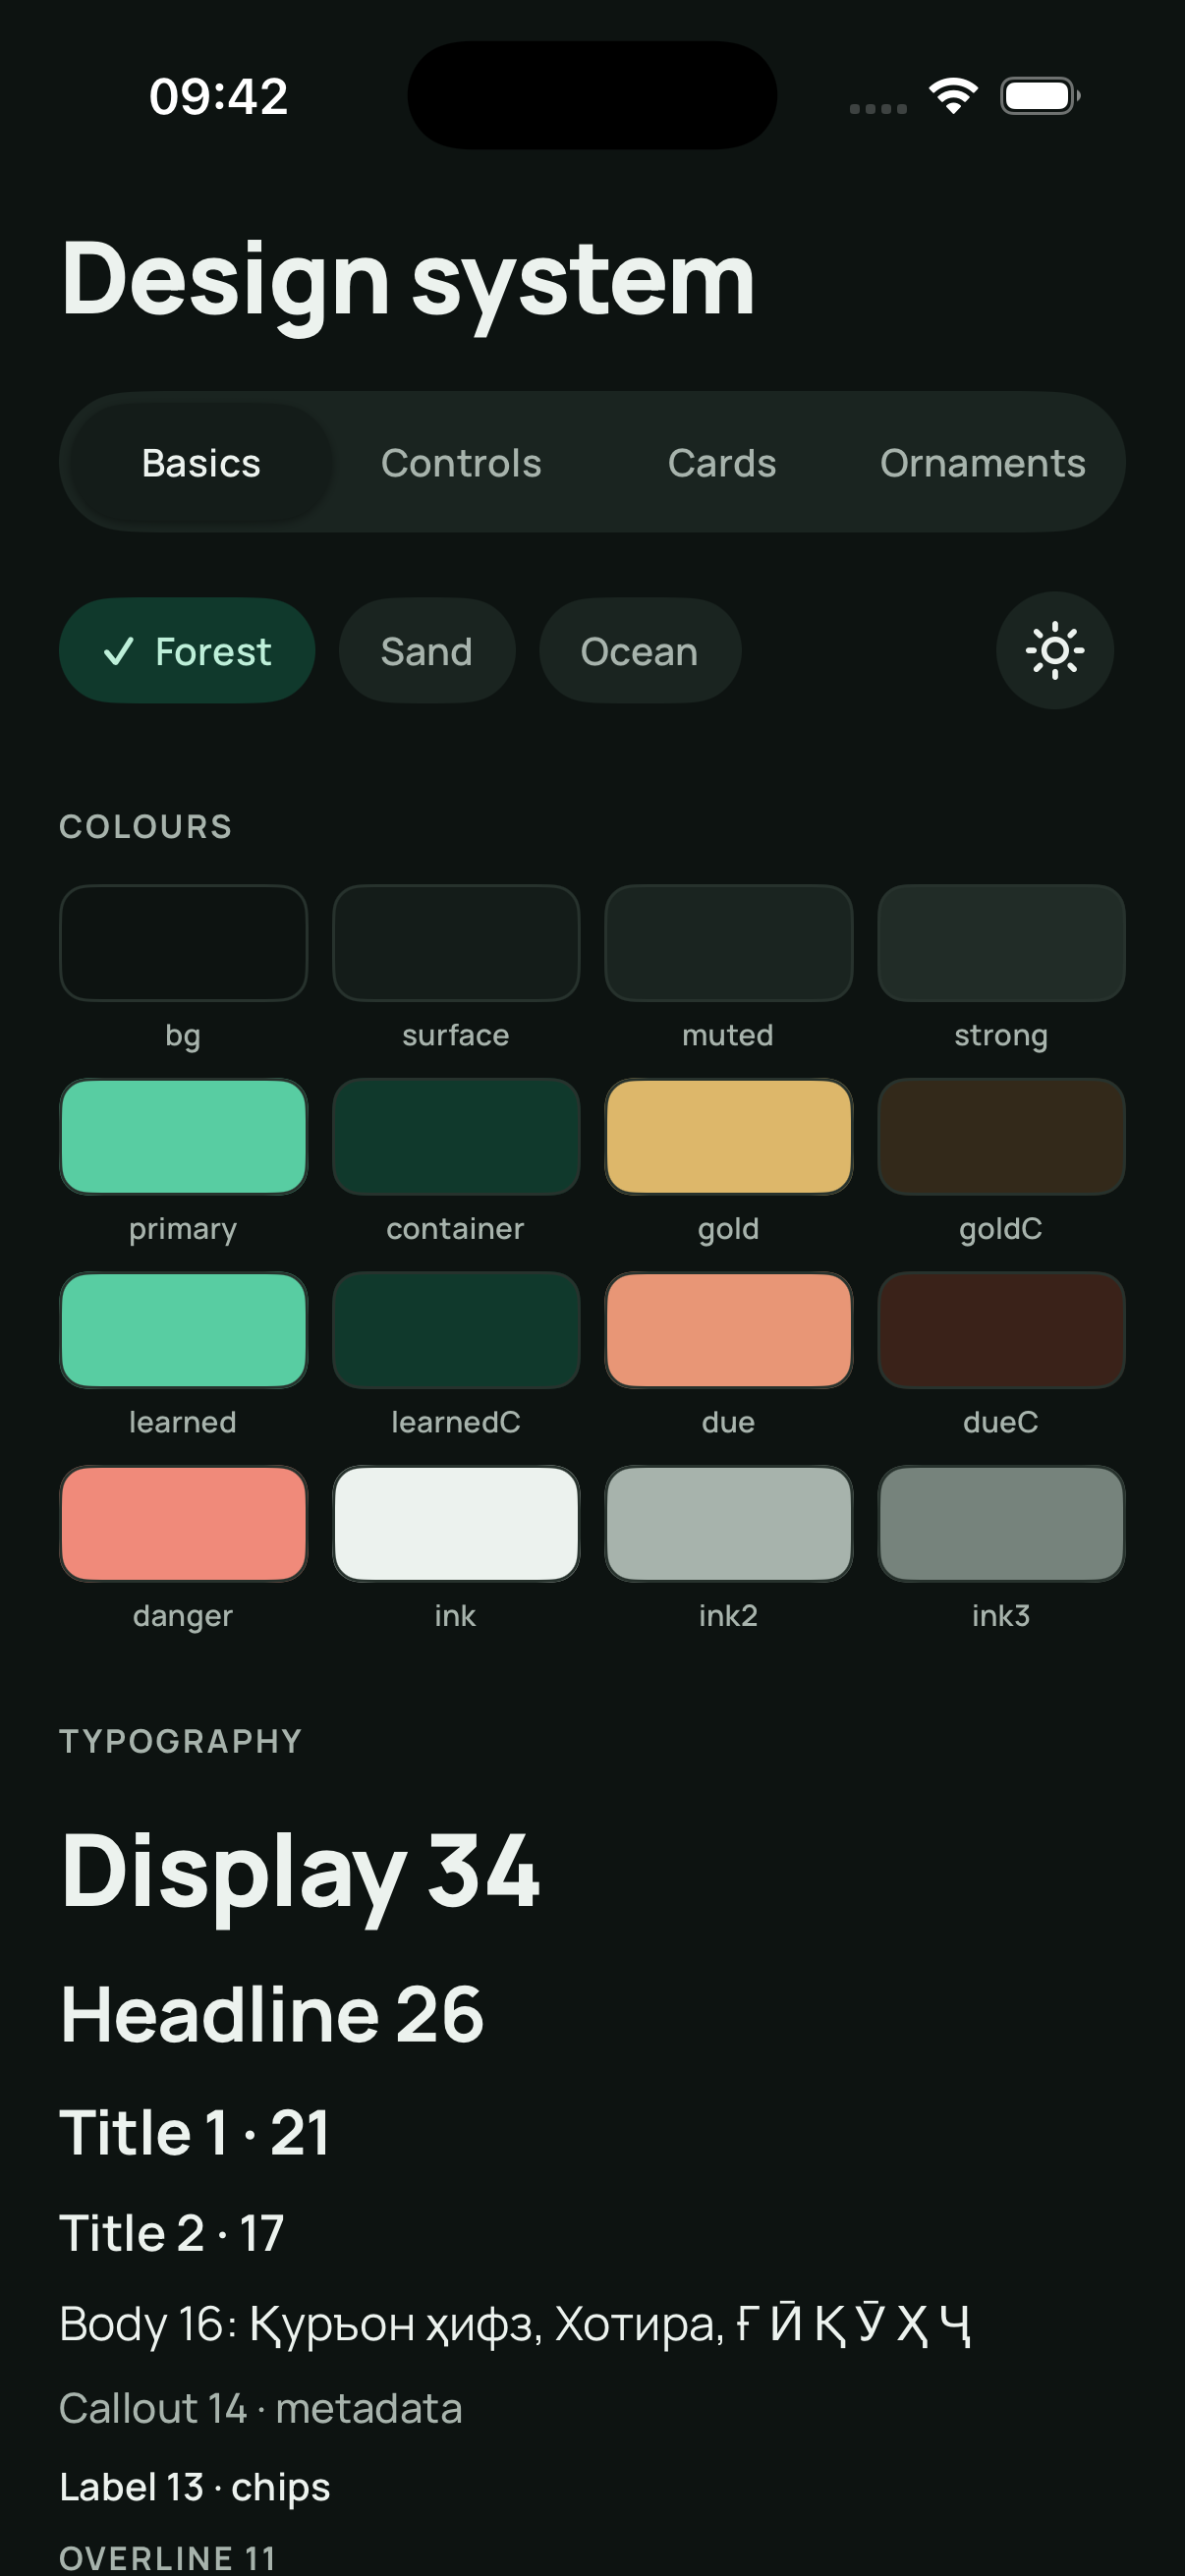 09:42
Design system
Basics Controls Cards Ornaments
Forest Sand Ocean
COLOURS
bg surface muted strong
primary container gold goldC
learned learnedC due dueC
danger ink ink2 ink3
TYPOGRAPHY
Display 34
Headline 26
Title 1 · 21
Title 2 · 17
Body 16: Қуръон ҳифз, Хотира, Ғ Ӣ Қ Ӯ Ҳ Ҷ
Callout 14 · metadata
Label 13 · chips
OVERLINE 11